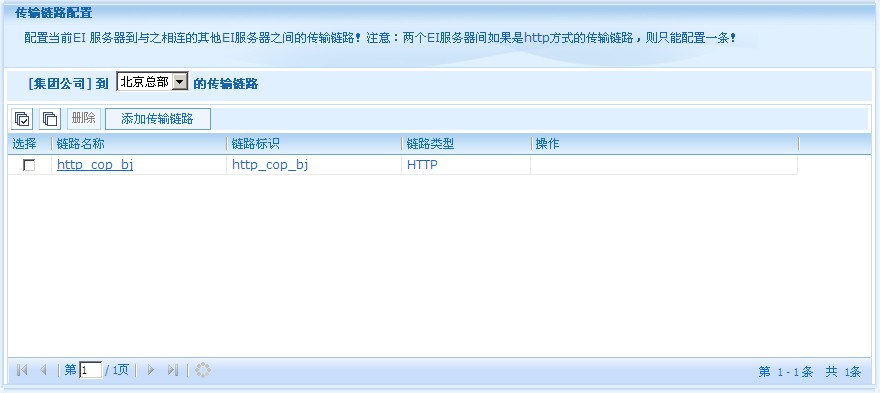 传输链路配置
配置当前EI 服务器到与之相连的其他EI服务器之间的传输链路！注意：两个EI服务器间如果是http方式的传输链路，则只能配置一条！
[集团公司] 到 北京总部 的传输链路
删除 添加传输链路
选择 链路名称 链路标识 链路类型 操作
http_cop_bj http_cop_bj HTTP
第 1 / 1页 第 1 - 1 条 共 1条